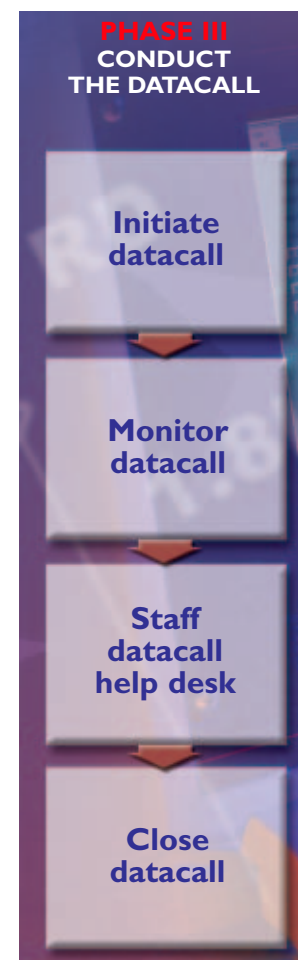 PHASE III
CONDUCT
THE DATACALL
Initiate
datacall
Monitor
datacall
Staff
datacall
help desk
Close
datacall